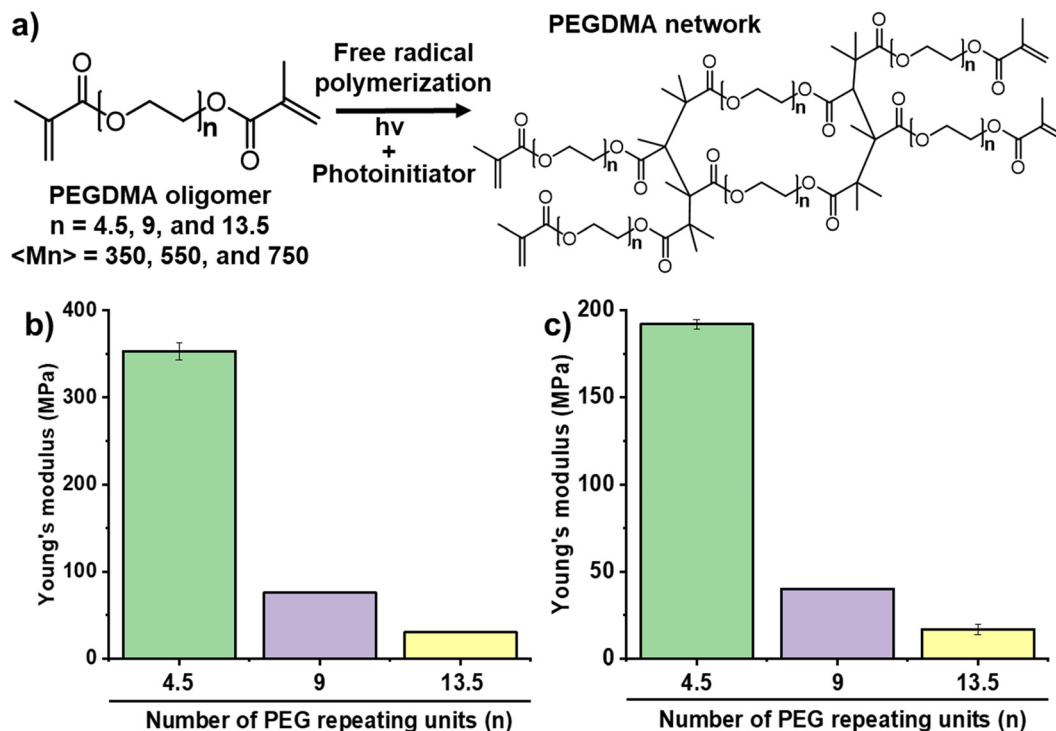 a)
PEGDMA network
O
O
O
n
O
PEGDMA oligomer
n = 4.5, 9, and 13.5
<Mn> = 350, 550, and 750
Free radical
polymerization
hv
+
Photoinitiator
O
O
O
n
O
O
O
O
n
O
O
O
O
n
O
O
O
O
n
O
O
O
O
n
O
O
O
O
n
O
b)
Young's modulus (MPa)
400
300
200
100
0
4.5 9 13.5
Number of PEG repeating units (n)
c)
Young's modulus (MPa)
200
150
100
50
0
4.5 9 13.5
Number of PEG repeating units (n)